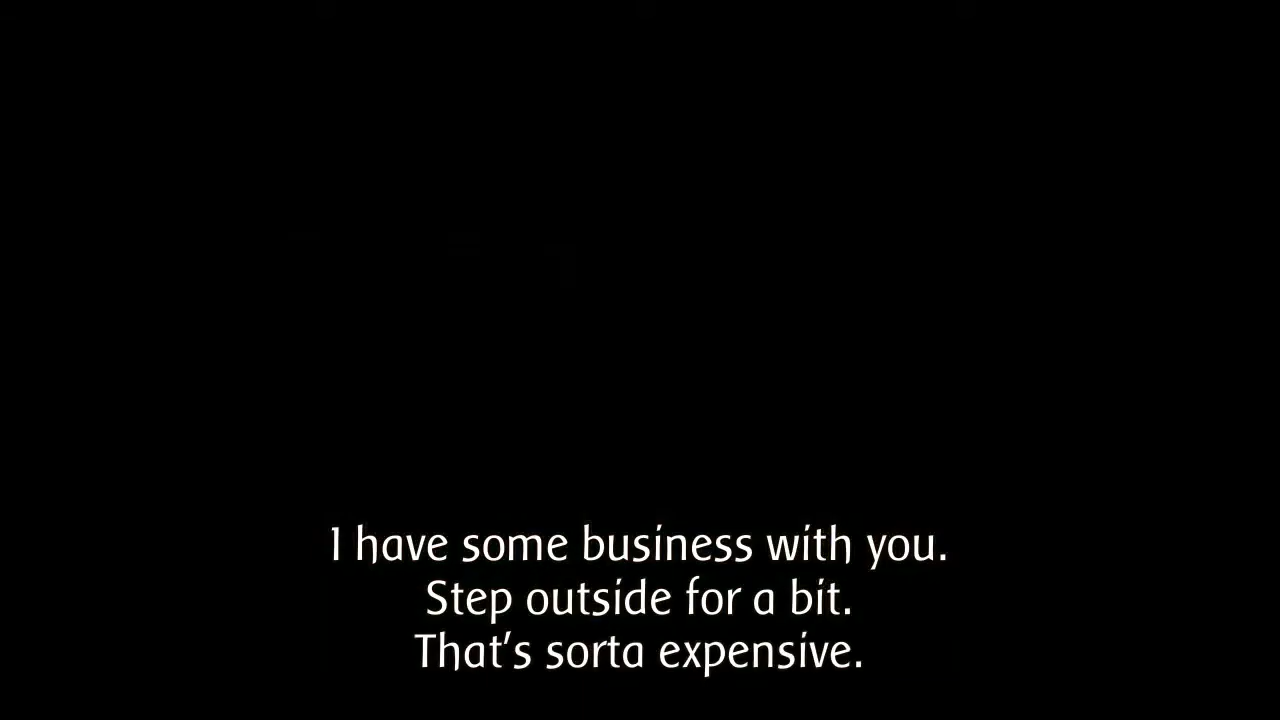 I have some business with you.
Step outside for a bit.
That's sorta expensive.